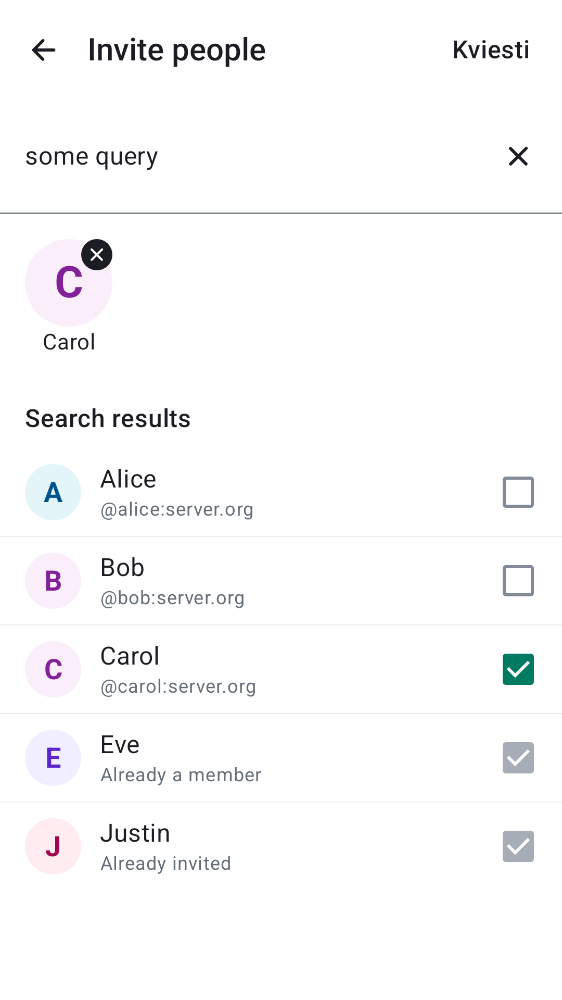 Invite people
Kviesti
some query
C
Carol
Search results
A
Alice
@alice:server.org
B
Bob
@bob:server.org
C
Carol
@carol:server.org
E
Eve
Already a member
J
Justin
Already invited